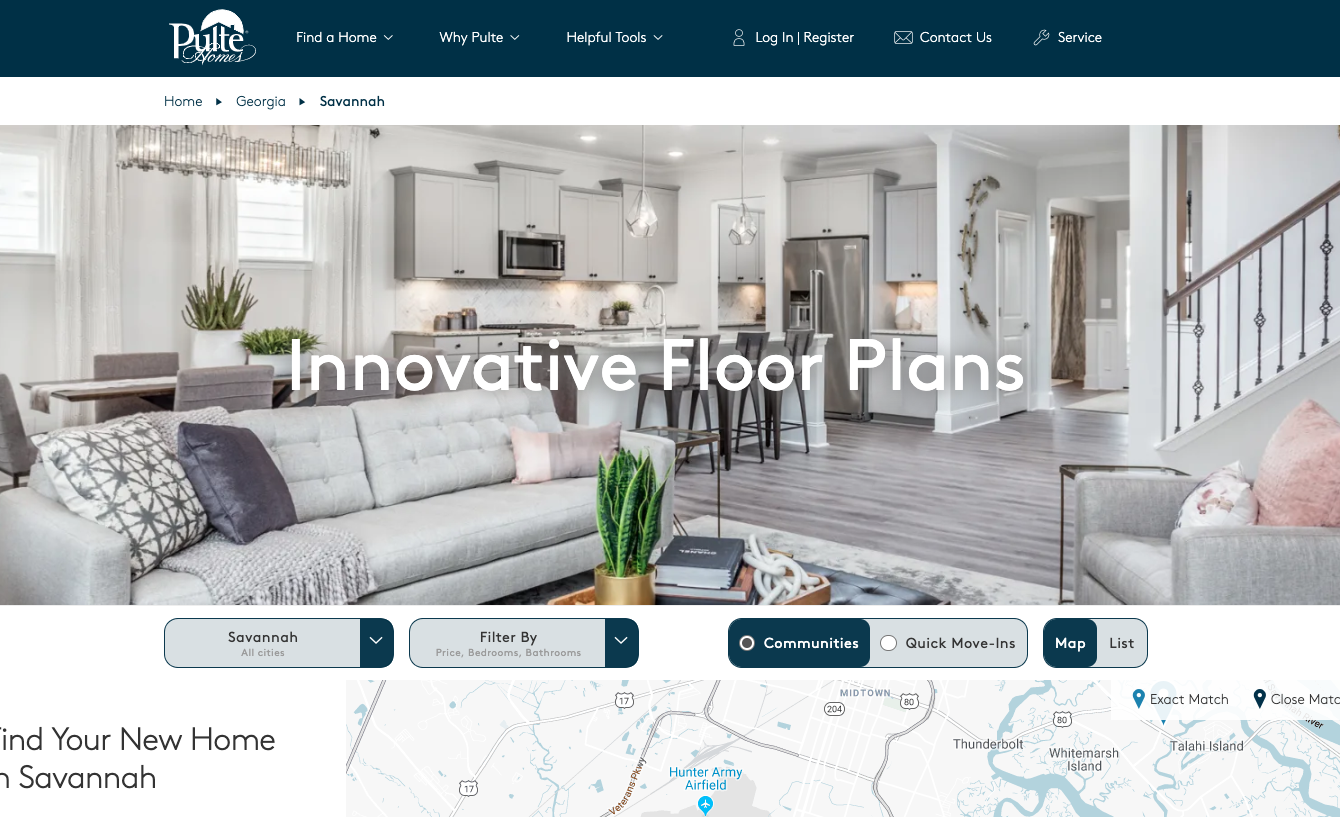 Pulte
Homes
Find a Home
Why Pulte
Helpful Tools
Log In | Register
Contact Us
Service
Home
Georgia
Savannah
Innovative Floor Plans
CHANEL
Savannah
All cities
Filter By
Price, Bedrooms, Bathrooms
Communities
Quick Move-Ins
Map
List
ind Your New Home
n Savannah
Exact Match
Close Matc
MIDTOWN
17
204
80
80
Thunderbolt
Whitemarsh
Island
Talahi Island
Hunter Army
Airfield
17
Veterans Pkwy